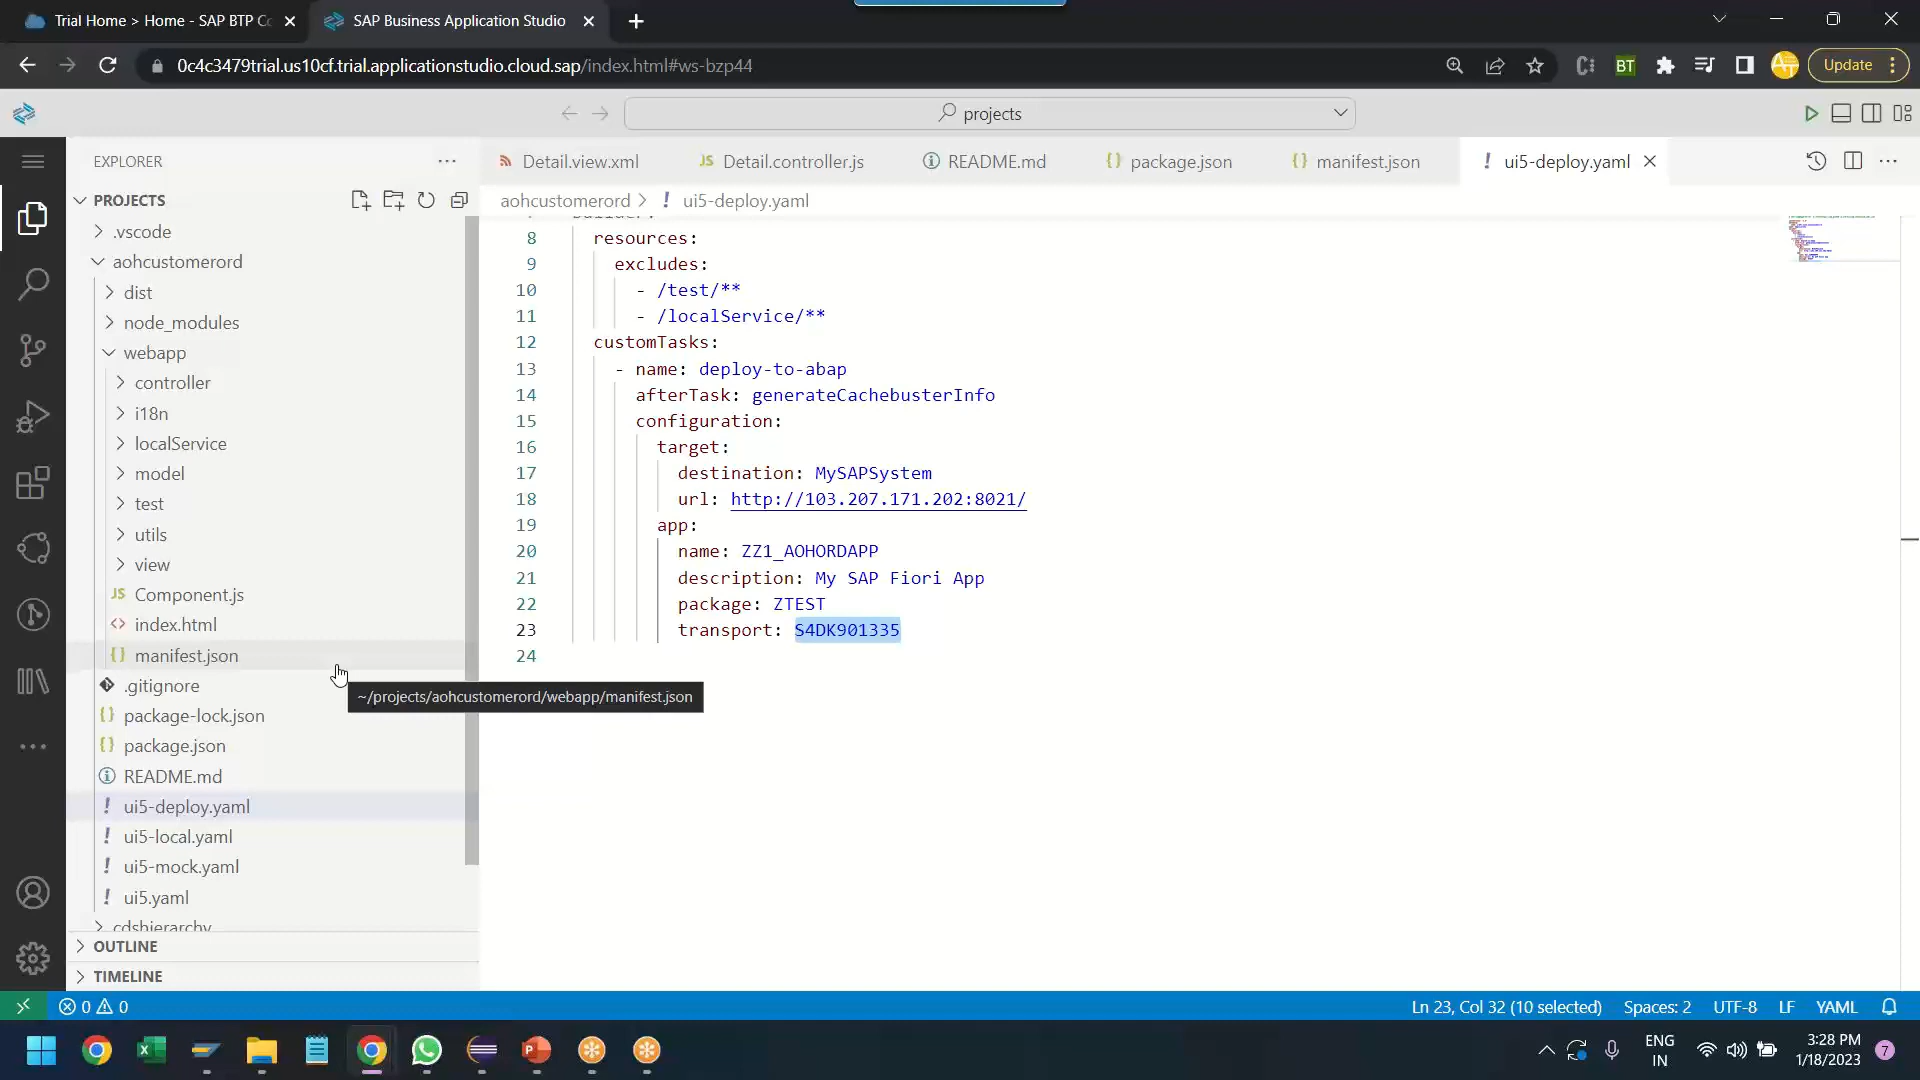 Trial Home > Home - SAP BTP Co
SAP Business Application Studio
0c4c3479trial.us10cf.trial.applicationstudio.cloud.sap/index.html#ws-bzp44
BT
Update
projects
EXPLORER
Detail.view.xml
JS Detail.controller.js
README.md
{} package.json
{} manifest.json
! ui5-deploy.yaml
PROJECTS
aohcustomerord > ! ui5-deploy.yaml
.vscode
aohcustomerord
dist
node_modules
webapp
controller
i18n
localService
model
test
utils
view
JS Component.js
<> index.html
{} manifest.json
.gitignore
{} package-lock.json
{} package.json
README.md
! ui5-deploy.yaml
! ui5-local.yaml
! ui5-mock.yaml
! ui5.yaml
cdshierarchy
OUTLINE
TIMELINE
builder:
8 resources:
9 excludes:
10 - /test/**
11 - /localService/**
12 customTasks:
13 - name: deploy-to-abap
14 afterTask: generateCachebusterInfo
15 configuration:
16 target:
17 destination: MySAPSystem
18 url: http://103.207.171.202:8021/
19 app:
20 name: ZZ1_AOHORDAPP
21 description: My SAP Fiori App
22 package: ZTEST
23 transport: S4DK901335
24
~/projects/aohcustomerord/webapp/manifest.json
0 0
Ln 23, Col 32 (10 selected)
Spaces: 2
UTF-8
LF
YAML
ENG
IN
3:28 PM
1/18/2023
7